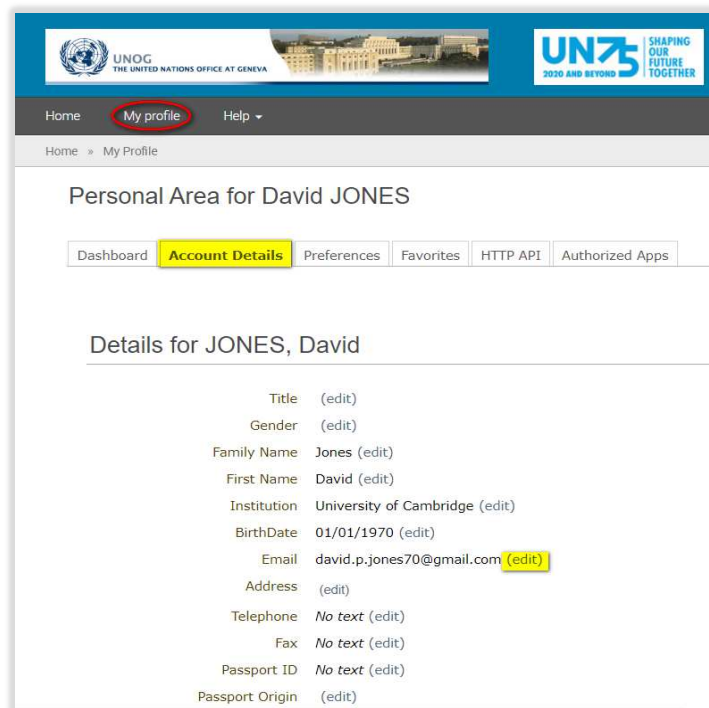 UNOG
THE UNITED NATIONS OFFICE AT GENEVA
UN75
2020 AND BEYOND
SHAPING
OUR
FUTURE
TOGETHER
Home My profile Help
Home » My Profile
Personal Area for David JONES
Dashboard Account Details Preferences Favorites HTTP API Authorized Apps
Details for JONES, David
Title (edit)
Gender (edit)
Family Name Jones (edit)
First Name David (edit)
Institution University of Cambridge (edit)
BirthDate 01/01/1970 (edit)
Email david.p.jones70@gmail.com (edit)
Address (edit)
Telephone No text (edit)
Fax No text (edit)
Passport ID No text (edit)
Passport Origin (edit)